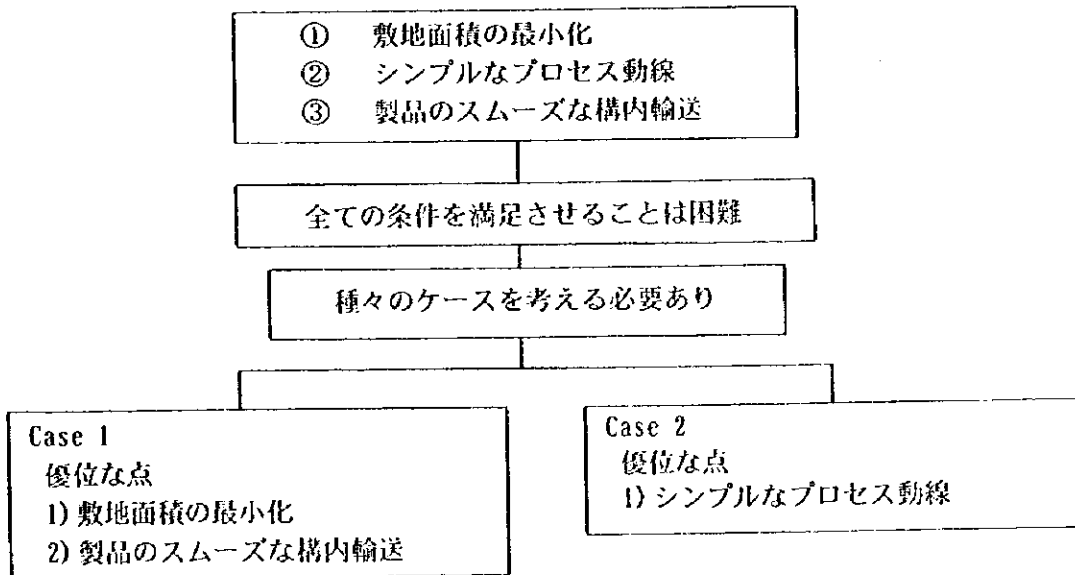 ① 敷地面積の最小化
② シンプルなプロセス動線
③ 製品のスムーズな構内輸送
全ての条件を満足させることは困難
種々のケースを考える必要あり
Case 1
優位な点
1) 敷地面積の最小化
2) 製品のスムーズな構内輸送
Case 2
優位な点
1) シンプルなプロセス動線